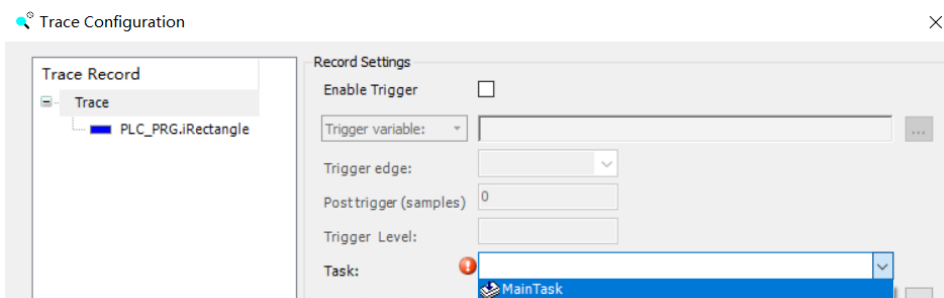 Trace Configuration
Trace Record
Trace
PLC_PRG.iRectangle
Record Settings
Enable Trigger
Trigger variable:
...
Trigger edge:
Post trigger (samples) 0
Trigger Level:
Task:
MainTask